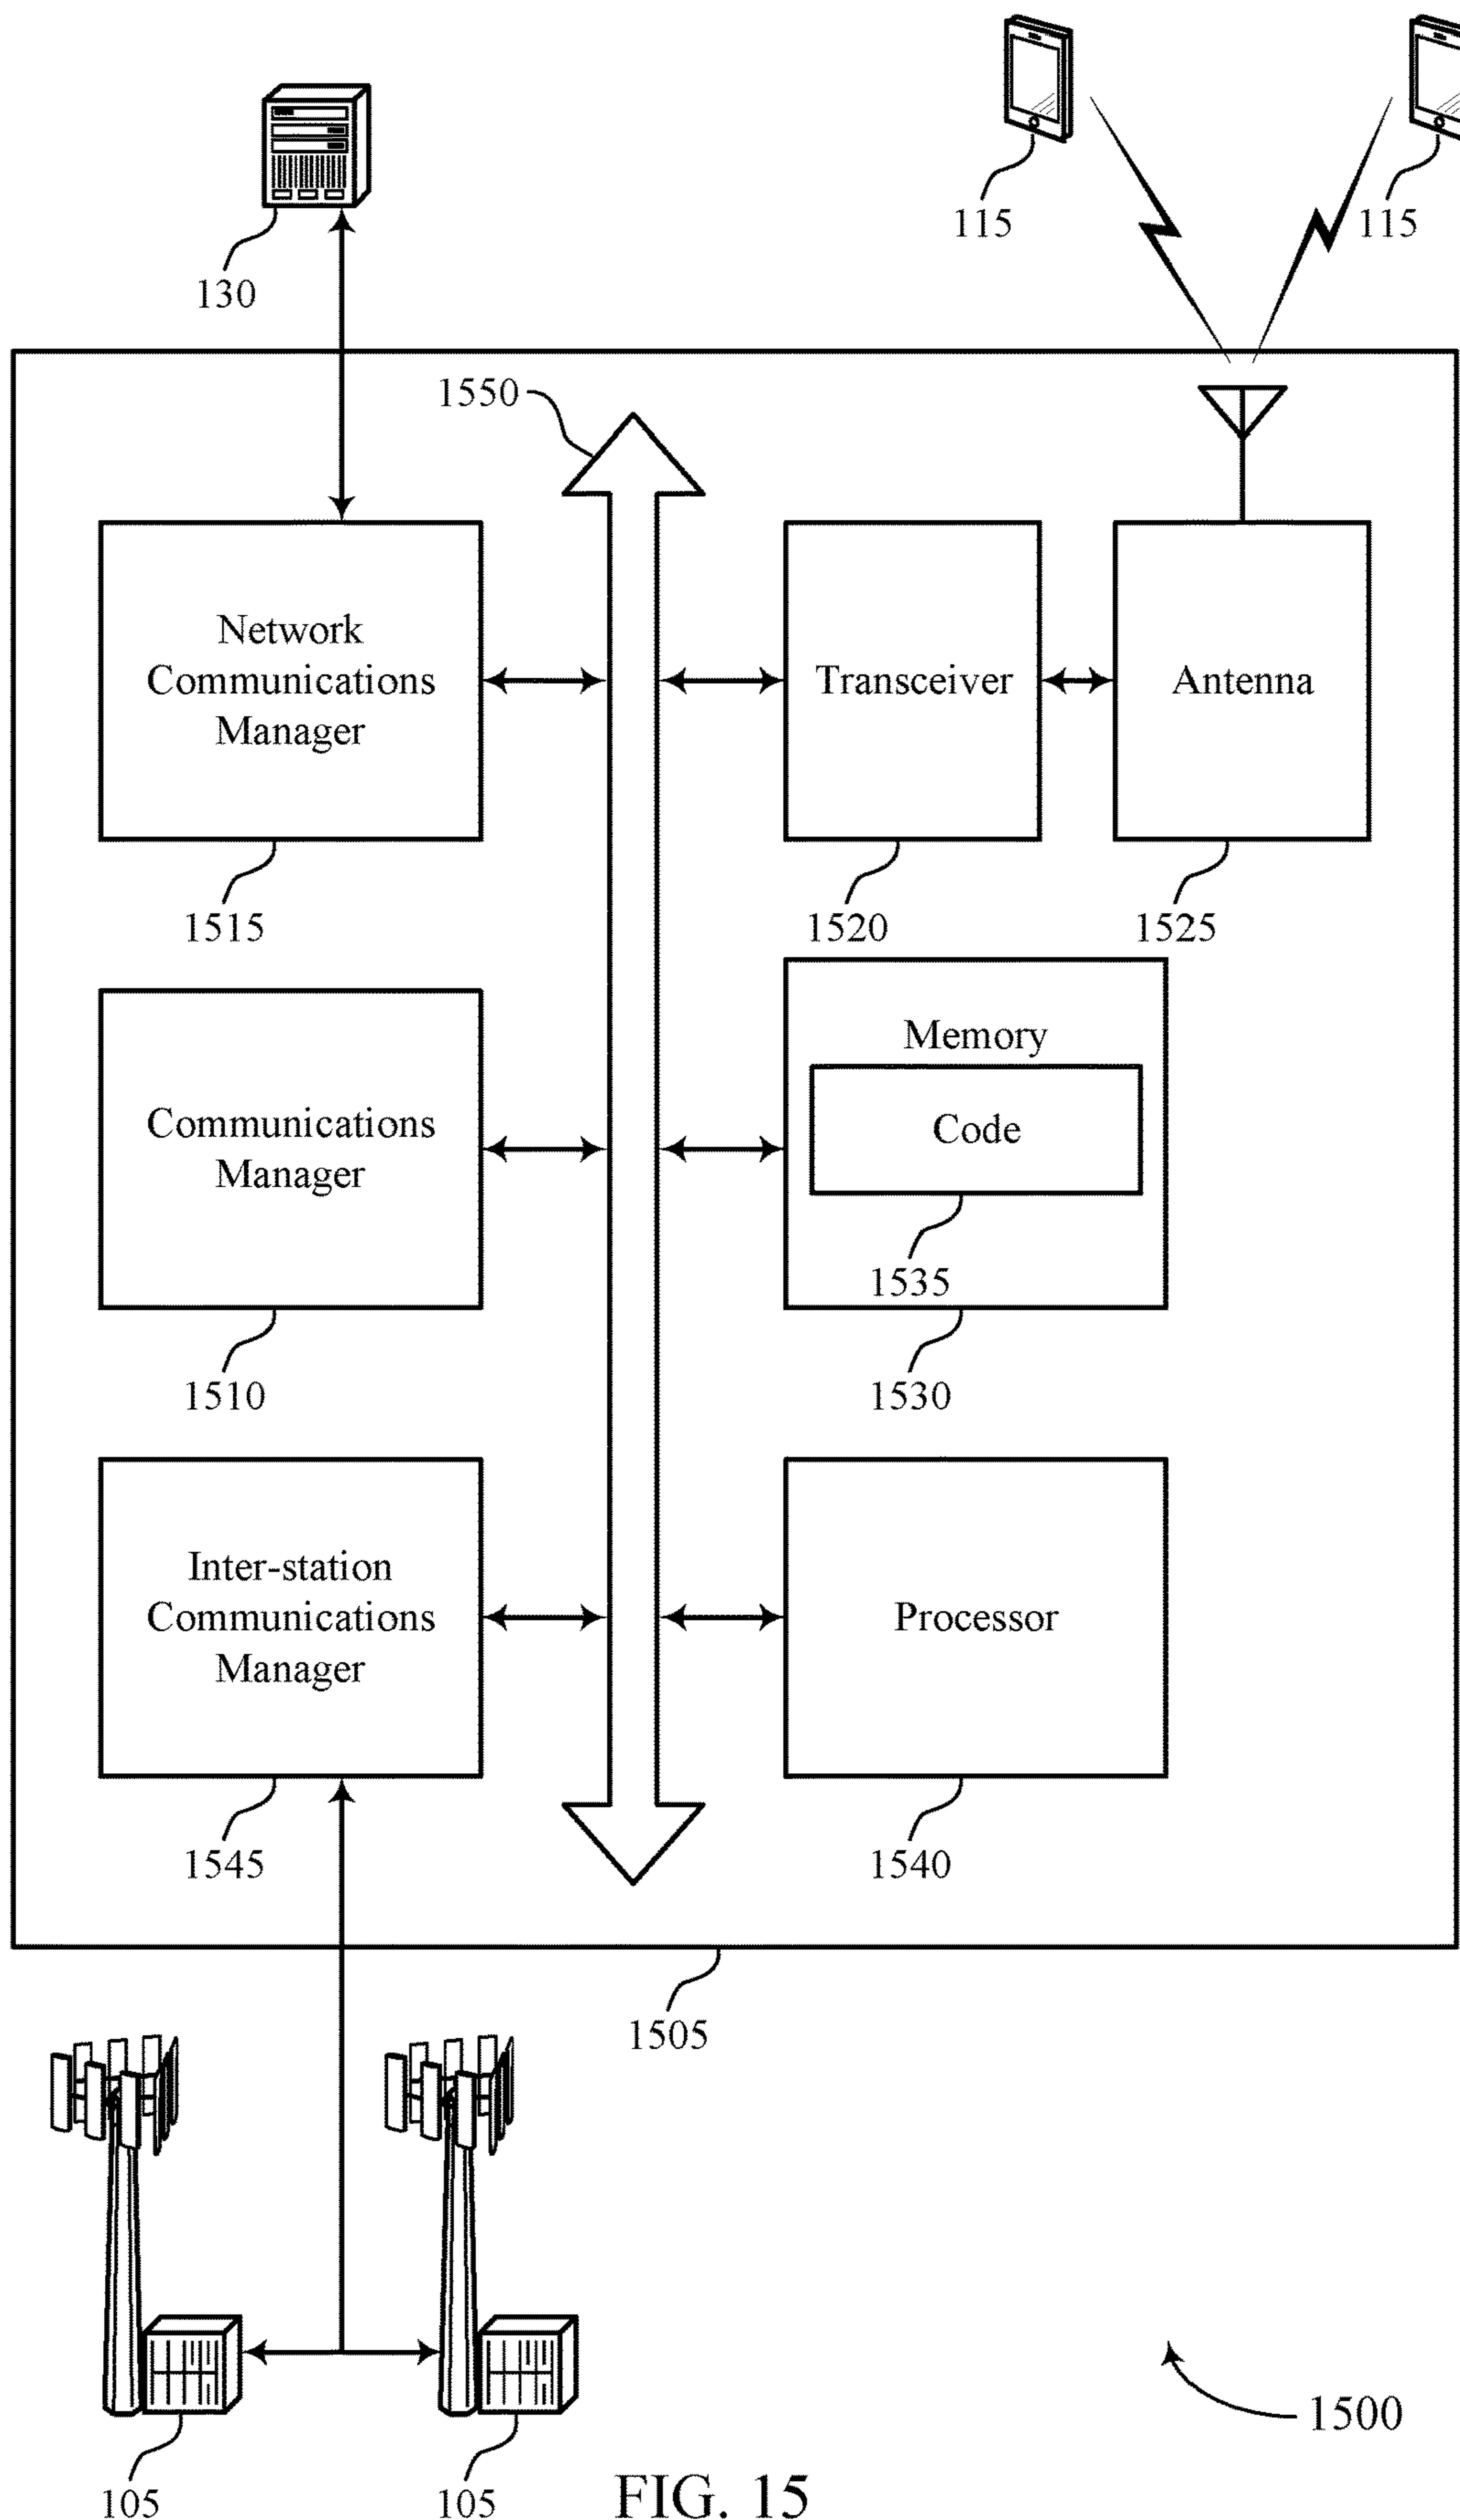 115
115
130
1550
Network
Communications
Manager
Transceiver
Antenna
1515
1520
1525
Memory
Code
Communications
Manager
1535
1510
1530
Inter-station
Communications
Manager
Processor
1545
1540
1505
1500
105
105
FIG. 15